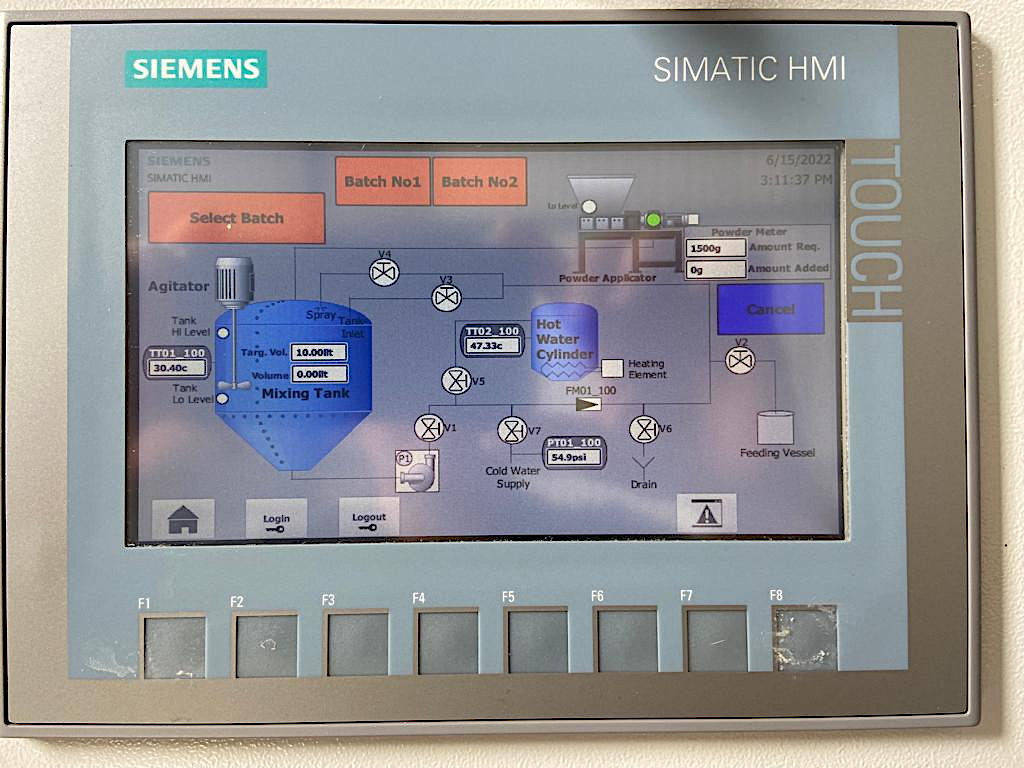 SIEMENS
SIMATIC HMI
TOUCH
SIEMENS
SIMATIC HMI
Batch No1
Batch No2
6/15/2022
3:11:37 PM
Select Batch
Lo Level
Powder Meter
1500g Amount Req.
0g Amount Added
Powder Applicator
Cancel
V4
V3
Agitator
Spray
Tank
Inlet
Tank
Hi Level
TT01_100
30.40c
Tank
Lo Level
Targ. Vol. 10.00lit
Volume 0.00lit
Mixing Tank
TT02_100
47.33c
Hot
Water
Cylinder
Heating
Element
V2
V5
FM01_100
V1
V7
V6
PT01_100
54.9psi
P1
Cold Water
Supply
Drain
Feeding Vessel
Login
Logout
F1
F2
F3
F4
F5
F6
F7
F8